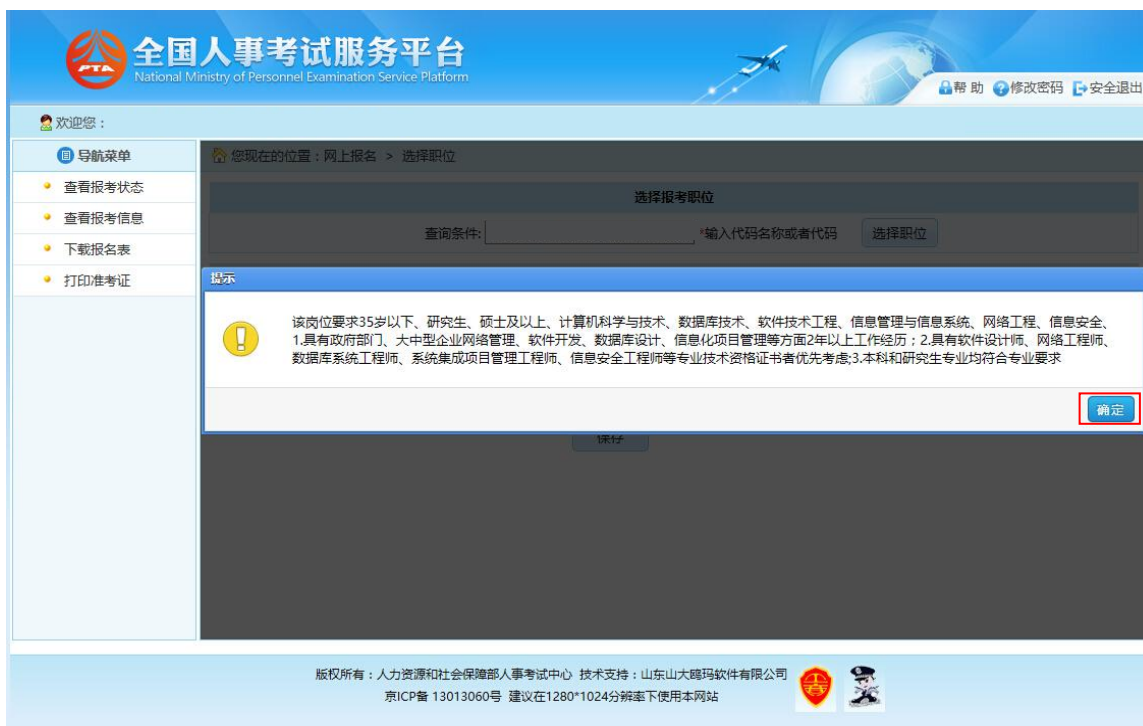 全国人事考试服务平台
National Ministry of Personnel Examination Service Platform
PTA
帮 助 修改密码 安全退出
欢迎您：
导航菜单
查看报考状态
查看报考信息
下载报名表
打印准考证
您现在的位置：网上报名 > 选择职位
选择报考职位
查询条件: *输入代码名称或者代码 选择职位
提示
该岗位要求35岁以下、研究生、硕士及以上、计算机科学与技术、数据库技术、软件技术工程、信息管理与信息系统、网络工程、信息安全、
1.具有政府部门、大中型企业网络管理、软件开发、数据库设计、信息化项目管理等方面2年以上工作经历；2.具有软件设计师、网络工程师、
数据库系统工程师、系统集成项目管理工程师、信息安全工程师等专业技术资格证书者优先考虑;3.本科和研究生专业均符合专业要求
确定
保存
版权所有：人力资源和社会保障部人事考试中心 技术支持：山东山大鸥玛软件有限公司
京ICP备 13013060号 建议在1280*1024分辨率下使用本网站